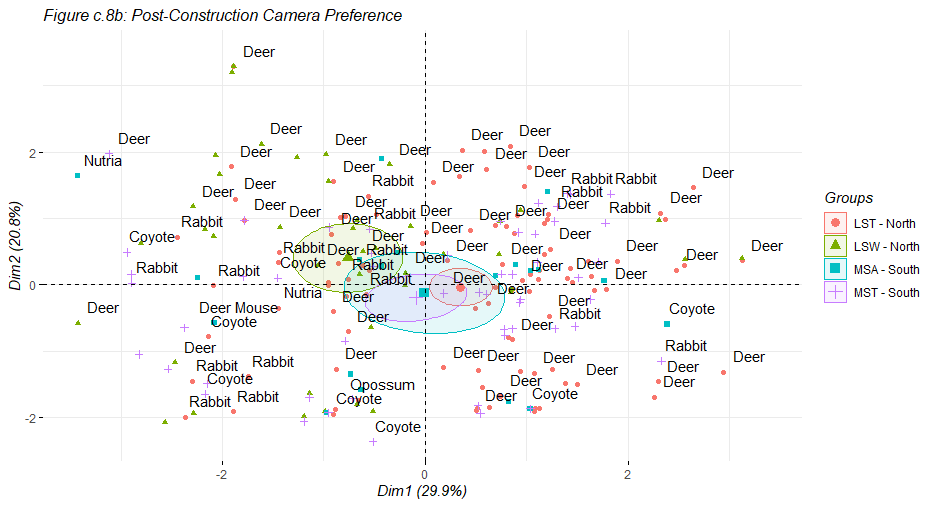 Figure c.8b: Post-Construction Camera Preference
Deer
Deer Deer Deer Deer Deer
Nutria Deer Deer Deer Deer
Deer Deer
Deer Deer Rabbit Deer Rabbit Rabbit
Rabbit Deer
Deer Deer Rabbit Deer Deer Rabbit
Rabbit Deer Deer Deer
Coyote Deer Deer Deer
Rabbit Deer Deer Deer Deer Deer
Rabbit Rabbit Coyote Rabbit Deer Deer Deer
Rabbit Deer Deer
Nutria Deer Deer Deer
Deer Deer Mouse Deer Rabbit Coyote
Coyote
Deer Deer Deer Deer Deer Rabbit
Rabbit Rabbit Deer Deer Deer
Coyote Opossum Deer Deer
Rabbit Rabbit Coyote Deer Coyote
Coyote
2
0
-2
-2
0
2
Dim1 (29.9%)
Dim2 (20.8%)
Groups
LST - North
LSW - North
MSA - South
MST - South